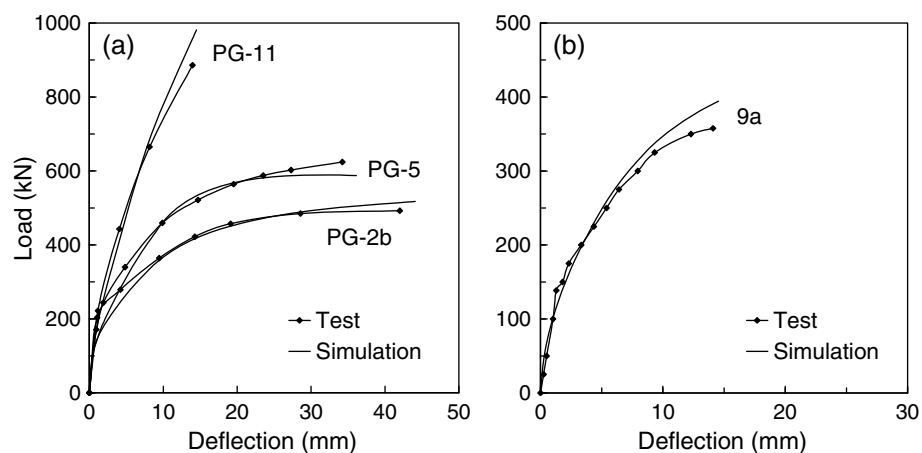 (a)
1000
800
600
400
200
0
Load (kN)
PG-11
PG-5
PG-2b
Test
Simulation
0 10 20 30 40 50
Deflection (mm)
(b)
500
400
300
200
100
0
9a
Test
Simulation
0 10 20 30
Deflection (mm)